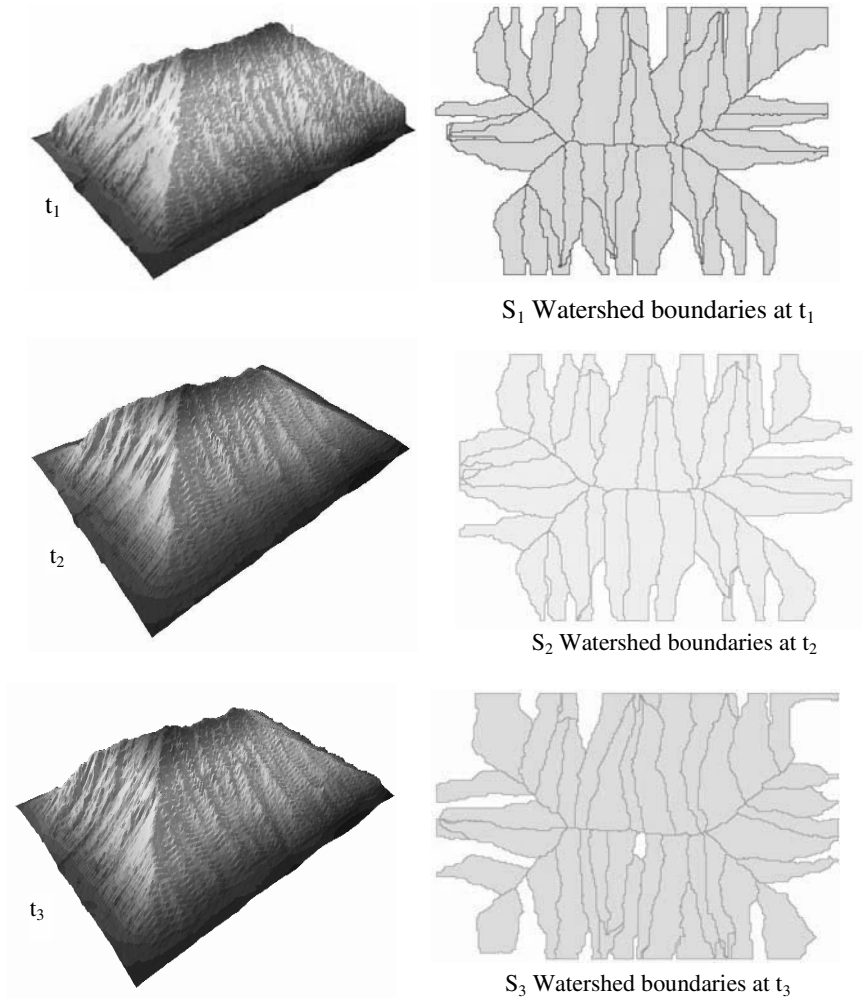 t₁
S₁ Watershed boundaries at t₁
t₂
S₂ Watershed boundaries at t₂
t₃
S₃ Watershed boundaries at t₃